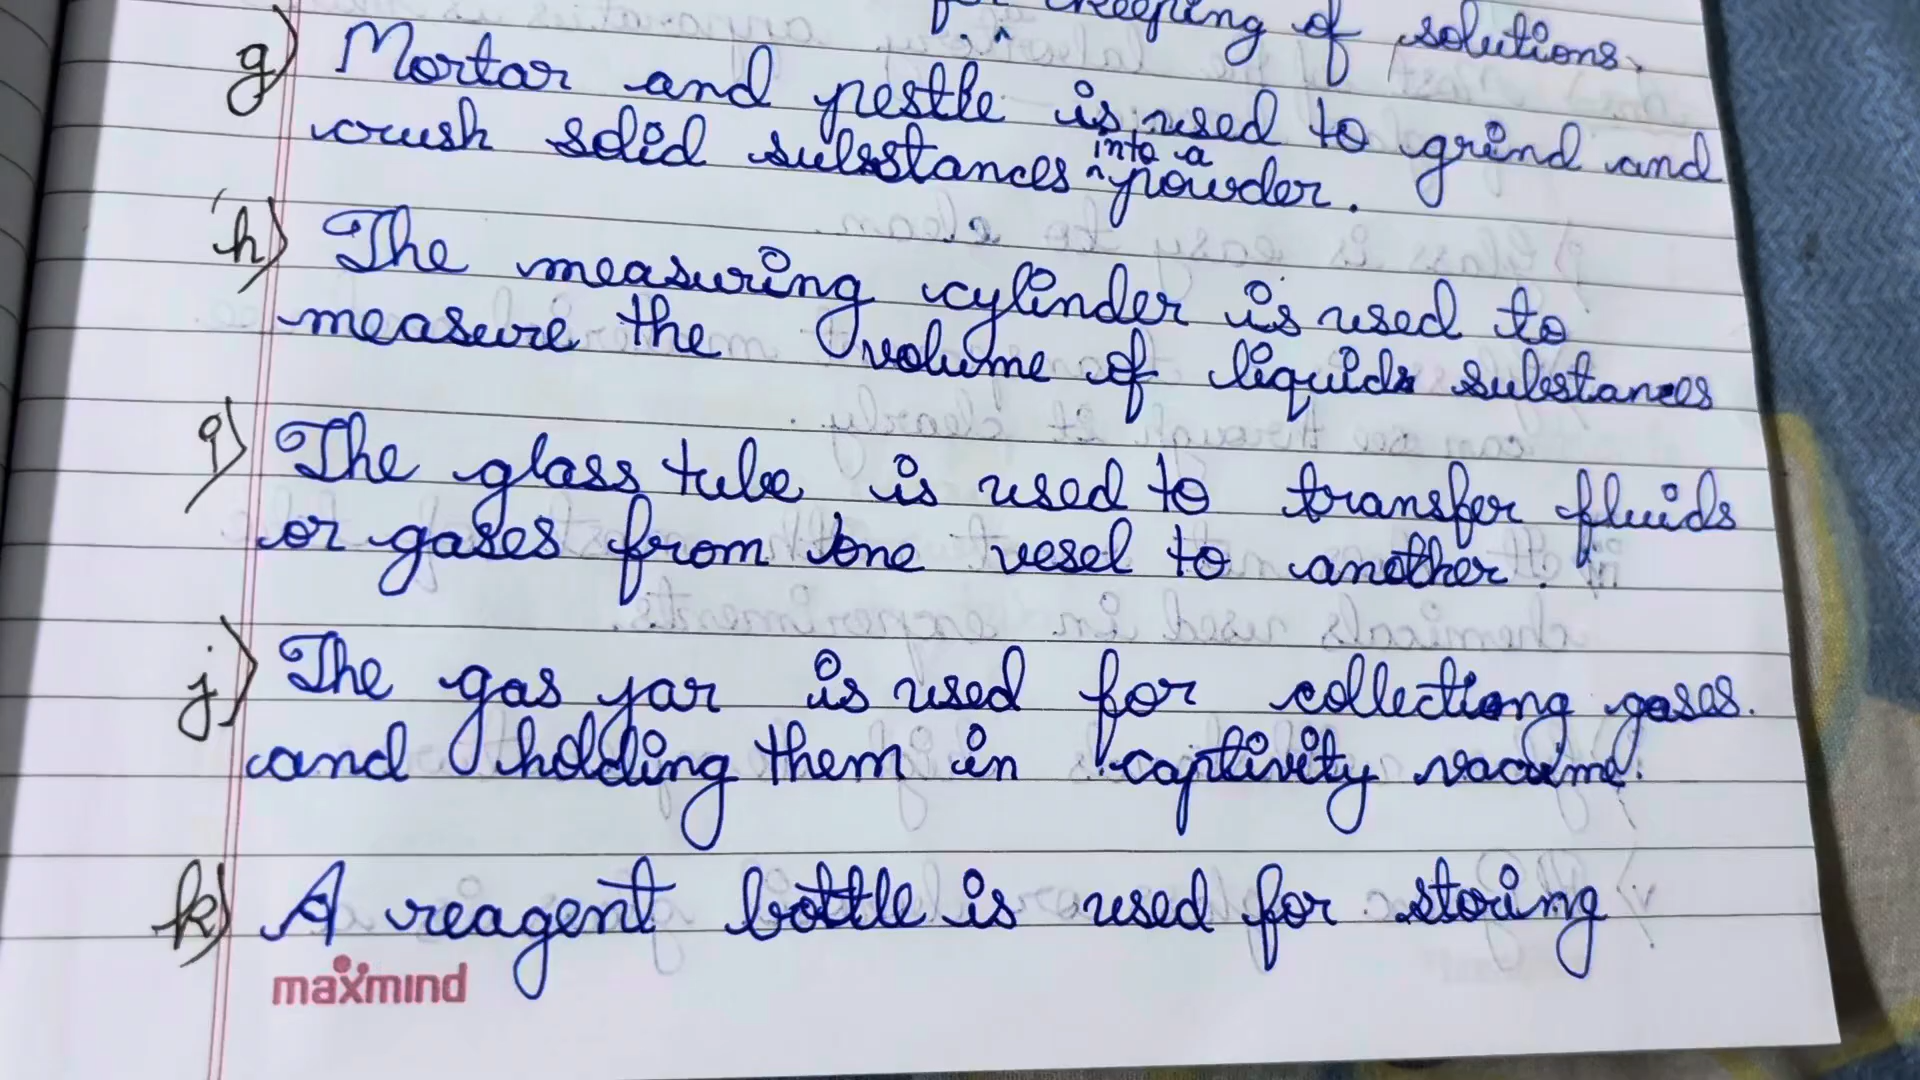 for keeping of solutions.
g) Mortar and pestle is used to grind and
crush solid substances into a powder.
h) The measuring cylinder is used to
measure the volume of liquids substances
i) The glass tube is used to transfer fluids
or gases from one vesel to another.
j) The gas jar is used for collectiong gases.
and holding them in captivity vacume.
k) A reagent bottle is used for storing
maxmind